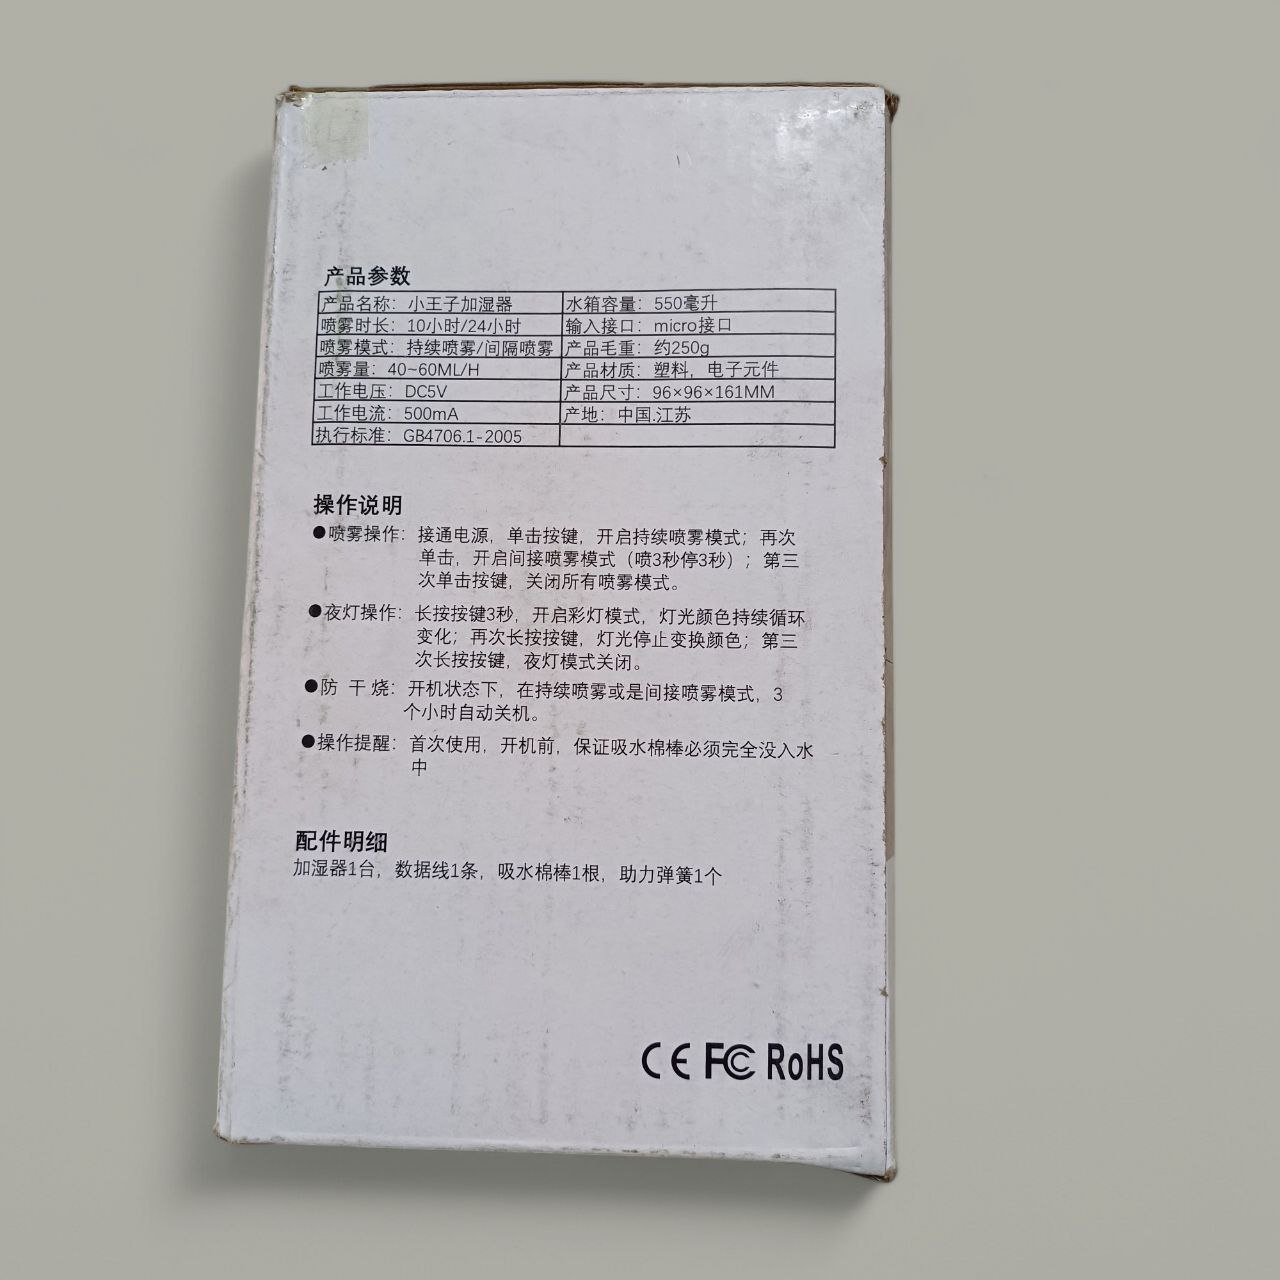 产品参数
产品名称：小王子加湿器 水箱容量：550毫升
喷雾时长：10小时/24小时 输入接口：micro接口
喷雾模式：持续喷雾/间隔喷雾 产品毛重：约250g
喷雾量：40~60ML/H 产品材质：塑料，电子元件
工作电压：DC5V 产品尺寸：96×96×161MM
工作电流：500mA 产地：中国.江苏
执行标准：GB4706.1-2005
操作说明
●喷雾操作：接通电源，单击按键，开启持续喷雾模式；再次
单击，开启间接喷雾模式（喷3秒停3秒）；第三
次单击按键，关闭所有喷雾模式。
●夜灯操作：长按按键3秒，开启彩灯模式，灯光颜色持续循环
变化；再次长按按键，灯光停止变换颜色；第三
次长按按键，夜灯模式关闭。
●防 干 烧：开机状态下，在持续喷雾或是间接喷雾模式，3
个小时自动关机。
●操作提醒：首次使用，开机前，保证吸水棉棒必须完全没入水
中
配件明细
加湿器1台，数据线1条，吸水棉棒1根，助力弹簧1个
CE FC RoHS